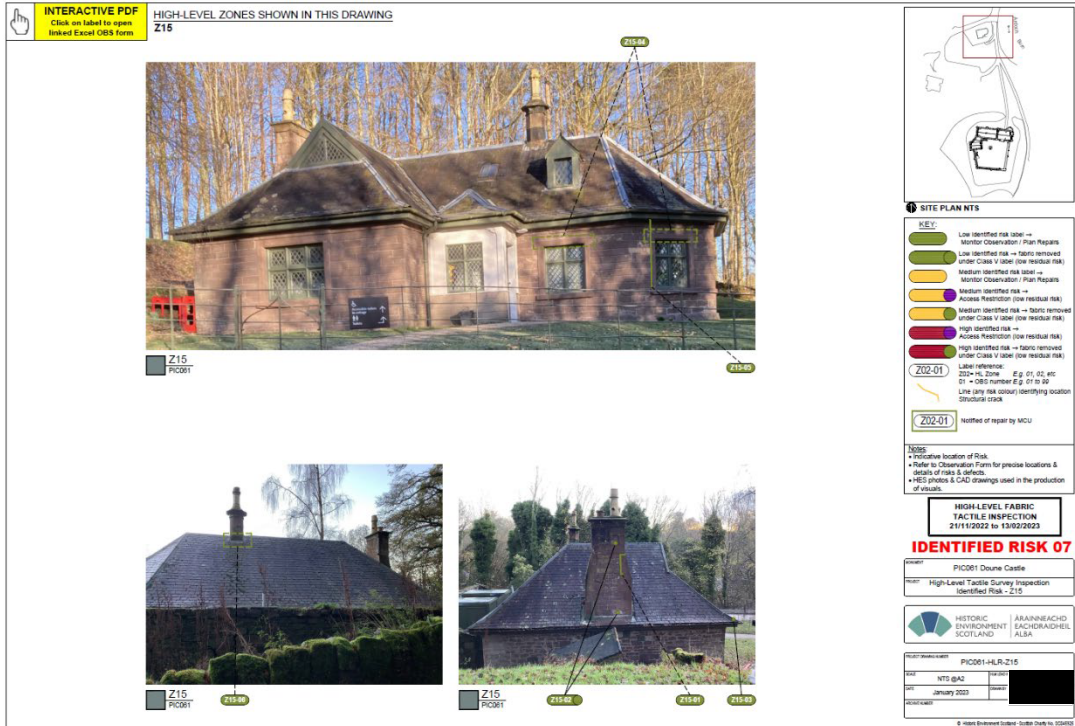 INTERACTIVE PDF
Click on label to open
linked Excel OBS form
HIGH-LEVEL ZONES SHOWN IN THIS DRAWING
Z15
Z15-04
Z15
PIC061
Z15-05
Z15
PIC061
Z15-06
Z15
PIC061
Z15-02
Z15-01
Z15-03
SITE PLAN NTS
KEY:
Low identified risk label →
Monitor Observation / Plan Repairs
Low identified risk → fabric removed
under Class V label (low residual risk)
Medium identified risk label →
Monitor Observation / Plan Repairs
Medium identified risk →
Access Restriction (low residual risk)
Medium identified risk → fabric removed
under Class V label (low residual risk)
High identified risk →
Access Restriction (low residual risk)
High identified risk → fabric removed
under Class V label (low residual risk)
Z02-01
Label reference:
Z02= HL Zone E.g. 01, 02, etc
01 = OBS number E.g. 01 to 99
Line (any risk colour) identifying location
Structural crack
Z02-01
Notified of repair by MCU
Notes:
• Indicative location of Risk.
• Refer to Observation Form for precise locations &
details of risks & defects.
• HES photos & CAD drawings used in the production
of visuals.
HIGH-LEVEL FABRIC
TACTILE INSPECTION
21/11/2022 to 13/02/2023
IDENTIFIED RISK 07
MONUMENT
PIC061 Doune Castle
PROJECT
High-Level Tactile Survey Inspection
Identified Risk - Z15
HISTORIC
ENVIRONMENT
SCOTLAND
ÀRAINNEACHD
EACHDRAIDHEIL
ALBA
PROJECT DRAWING NUMBER
PIC061-HLR-Z15
SCALE
NTS @A2
DATE
January 2023
© Historic Environment Scotland - Scottish Charity No. SC045925